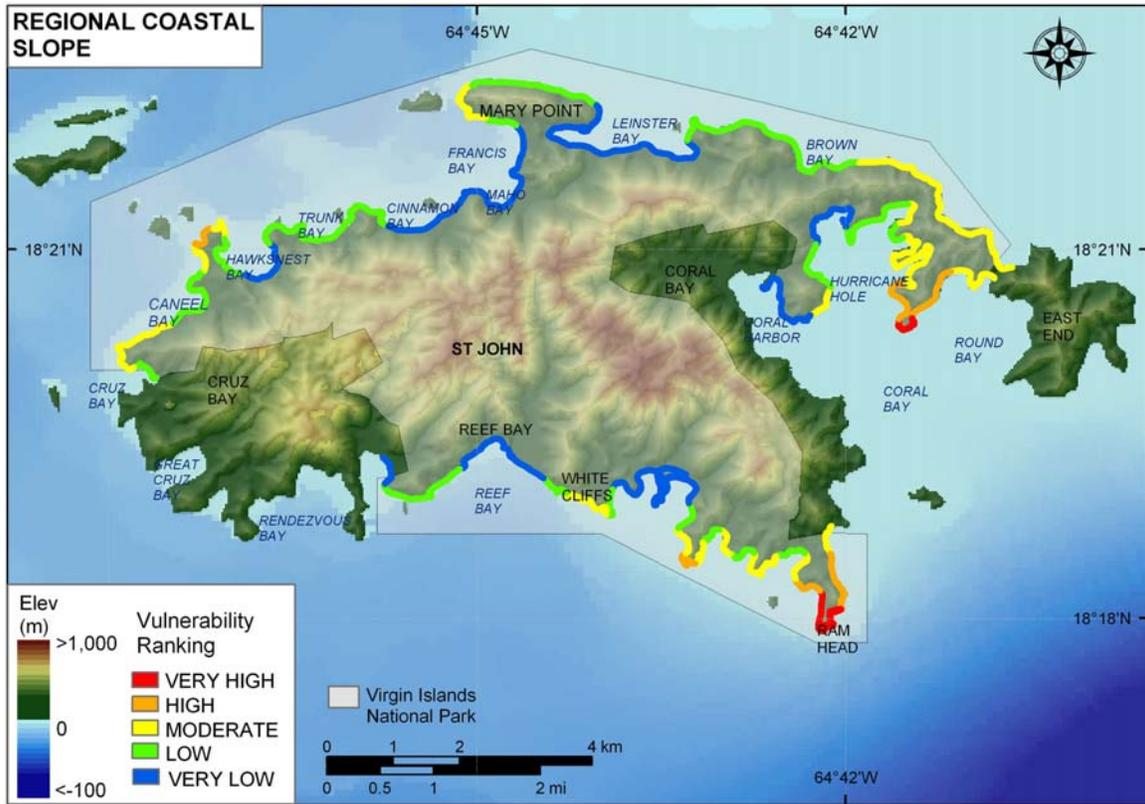 REGIONAL COASTAL
SLOPE
64°45'W
64°42'W
MARY POINT
LEINSTER
BAY
FRANCIS
BAY
BROWN
BAY
MAHO
BAY
CINNAMON
BAY
TRUNK
BAY
18°21'N
18°21'N
HAWKSNEST
BAY
CORAL
BAY
HURRICANE
HOLE
CANEEL
BAY
CORAL
HARBOR
EAST
END
ROUND
BAY
ST JOHN
CRUZ
BAY
CRUZ
BAY
CORAL
BAY
REEF BAY
GREAT
CRUZ
BAY
WHITE
CLIFFS
REEF
BAY
RENDEZVOUS
BAY
18°18'N
RAM
HEAD
Elev
(m)
>1,000
0
<-100
Vulnerability
Ranking
VERY HIGH
HIGH
MODERATE
LOW
VERY LOW
Virgin Islands
National Park
0 1 2 4 km
0 0.5 1 2 mi
64°42'W